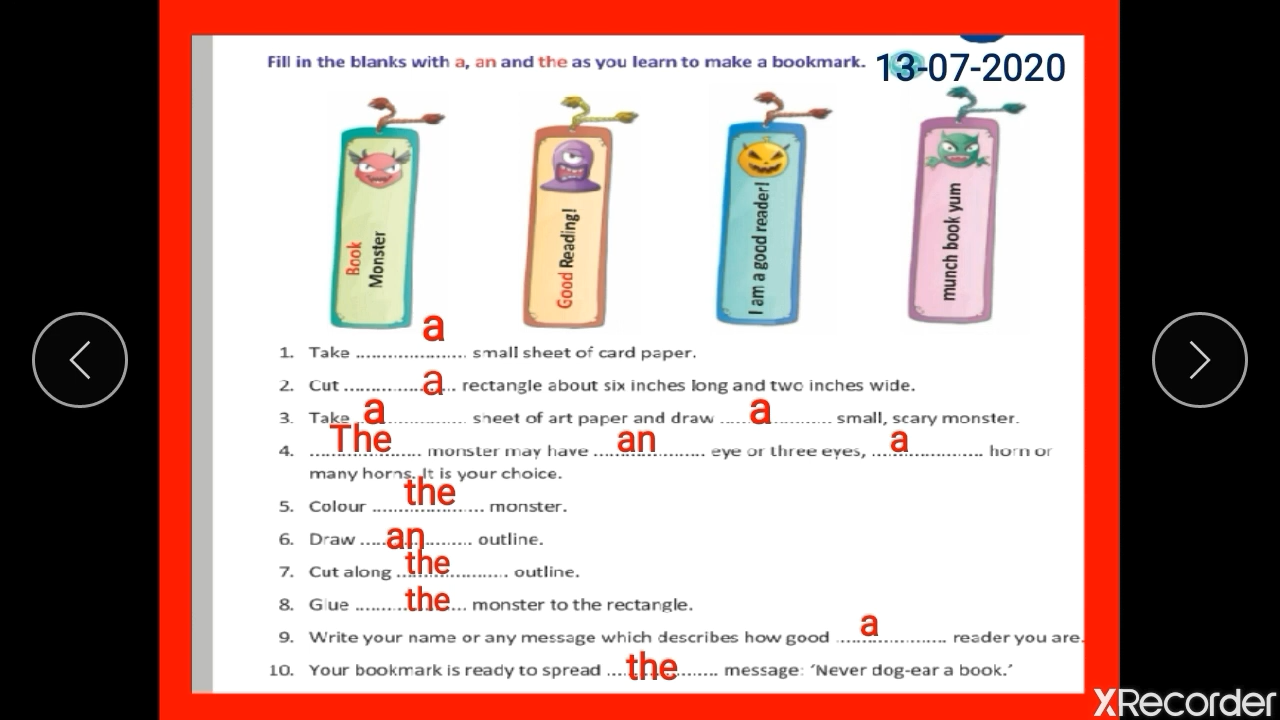 Fill in the blanks with a, an and the as you learn to make a bookmark.
13-07-2020
Book
Monster
Good Reading!
I am a good reader!
munch book yum
1. Take ..........a.......... small sheet of card paper.
2. Cut ..........a.......... rectangle about six inches long and two inches wide.
3. Take ..........a.......... sheet of art paper and draw ..........a.......... small, scary monster.
4. ..........The.......... monster may have ..........an.......... eye or three eyes, ..........a.......... horn or
many horns. It is your choice.
5. Colour ..........the.......... monster.
6. Draw ..........an.......... outline.
7. Cut along ..........the.......... outline.
8. Glue ..........the.......... monster to the rectangle.
9. Write your name or any message which describes how good ..........a.......... reader you are.
10. Your bookmark is ready to spread ..........the.......... message: ‘Never dog-ear a book.’
XRecorder